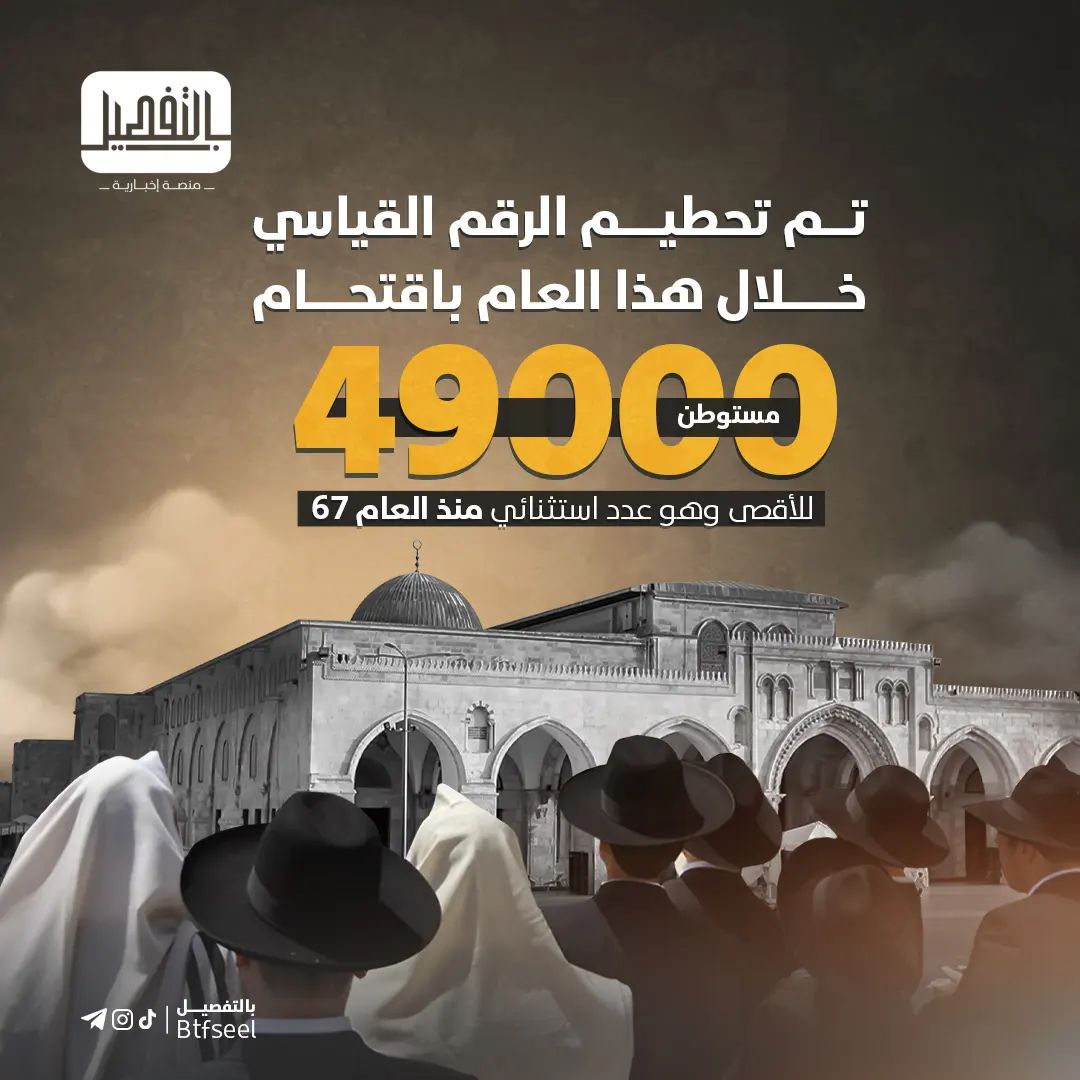 بالتفصيل
منصة إخبارية
تم تحطيم الرقم القياسي
خلال هذا العام باقتحام
49000
مستوطن
للأقصى وهو عدد استثنائي منذ العام 67
بالتفصيل
Btfseel